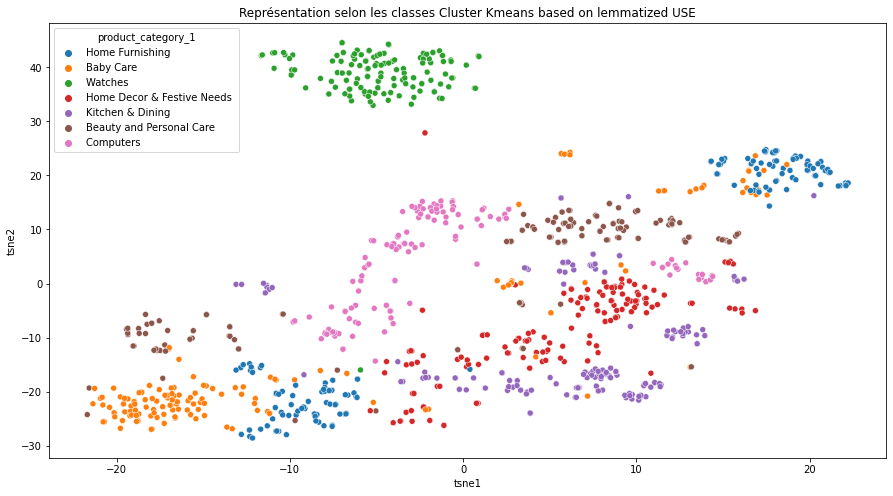 Représentation selon les classes Cluster Kmeans based on lemmatized USE
product_category_1
Home Furnishing
Baby Care
Watches
Home Decor & Festive Needs
Kitchen & Dining
Beauty and Personal Care
Computers
40
30
20
10
0
−10
−20
−30
tsne2
−20
−10
0
10
20
tsne1